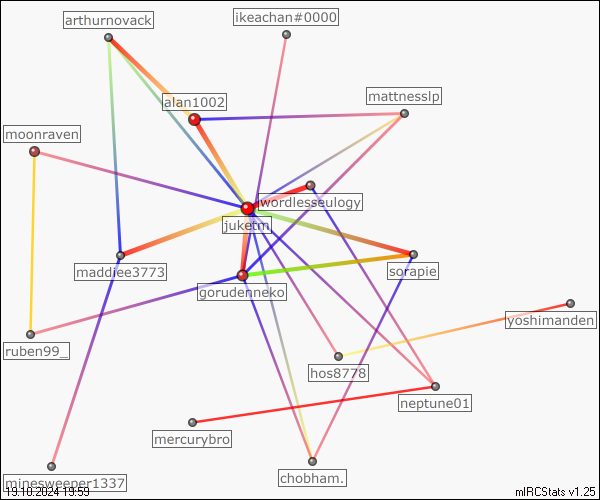 arthurnovack
ikeachan#0000
alan1002
mattnesslp
moonraven
wordlesseulogy
juketm
maddiee3773
sorapie
gorudenneko
yoshimanden
ruben99_
hos8778
neptune01
mercurybro
chobham.
minesweeper1337
19.10.2024 19:59
mIRCStats v1.25